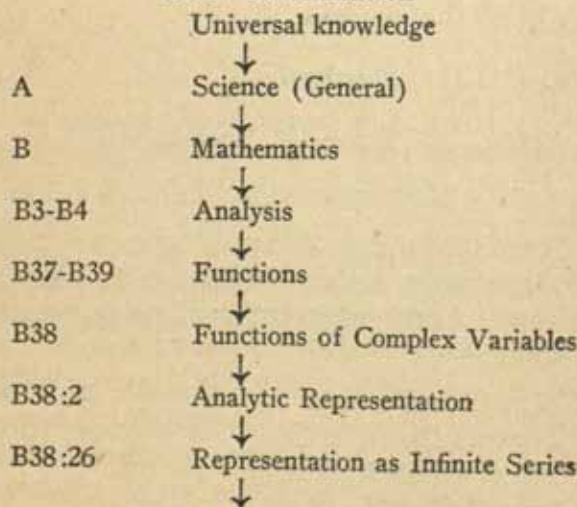 Universal knowledge
A Science (General)
B Mathematics
B3-B4 Analysis
B37-B39 Functions
B38 Functions of Complex Variables
B38:2 Analytic Representation
B38:26 Representation as Infinite Series